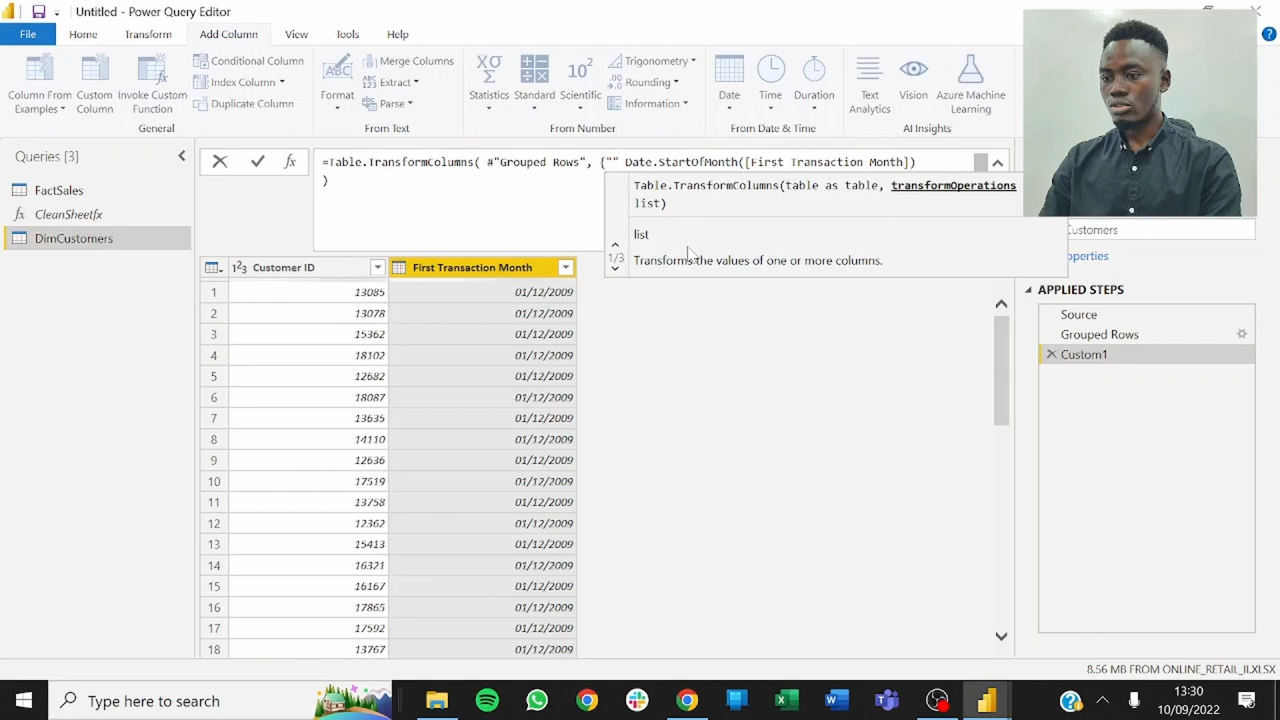 Untitled - Power Query Editor
File Home Transform Add Column View Tools Help
Column From Examples
Custom Column
Invoke Custom Function
Conditional Column
Index Column
Duplicate Column
General
Format
Merge Columns
Extract
Parse
From Text
Statistics
Standard
Scientific
Trigonometry
Rounding
Information
From Number
Date
Time
Duration
From Date & Time
Text Analytics
Vision
Azure Machine Learning
AI Insights
Queries [3]
FactSales
CleanSheetfx
DimCustomers
=Table.TransformColumns( #"Grouped Rows", {"" Date.StartOfMonth([First Transaction Month])
)
Table.TransformColumns(table as table, transformOperations
list)
list
1/3
Transforms the values of one or more columns.
Customer ID First Transaction Month
1 13085 01/12/2009
2 13078 01/12/2009
3 15362 01/12/2009
4 18102 01/12/2009
5 12682 01/12/2009
6 18087 01/12/2009
7 13635 01/12/2009
8 14110 01/12/2009
9 12636 01/12/2009
10 17519 01/12/2009
11 13758 01/12/2009
12 12362 01/12/2009
13 15413 01/12/2009
14 16321 01/12/2009
15 16167 01/12/2009
16 17865 01/12/2009
17 17592 01/12/2009
18 13767 01/12/2009
Customers
operties
APPLIED STEPS
Source
Grouped Rows
Custom1
8.56 MB FROM ONLINE_RETAIL_II.XLSX
Type here to search
13:30
10/09/2022